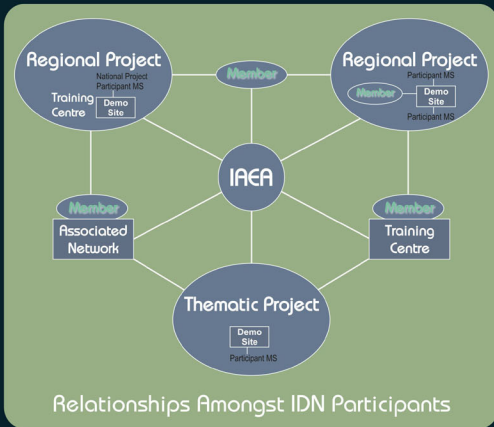 Regional Project
National Project
Participant MS
Training
Centre
Demo
Site
Member
Regional Project
Participant MS
Member
Demo
Site
Participant MS
IAEA
Member
Associated
Network
Member
Training
Centre
Thematic Project
Demo
Site
Participant MS
Relationships Amongst IDN Participants